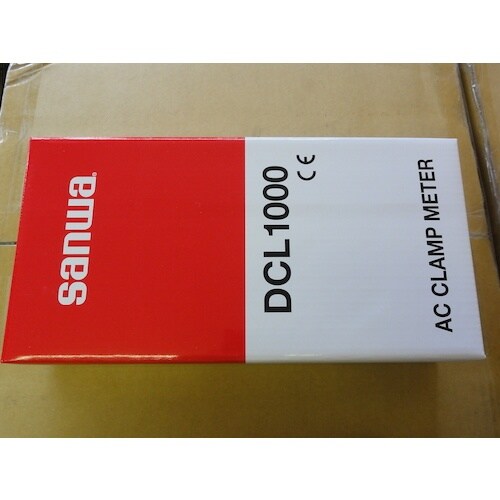 sanwa®
DCL1000
CE
AC CLAMP METER